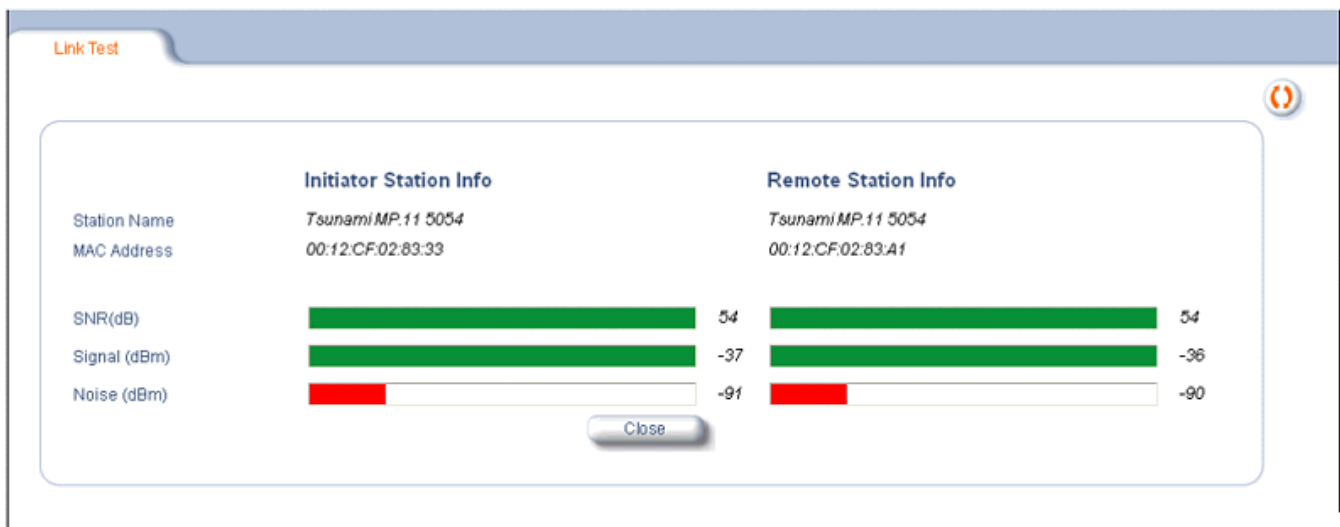 Link Test
Initiator Station Info Remote Station Info
Station Name Tsunami MP.11 5054 Tsunami MP.11 5054
MAC Address 00:12:CF:02:83:33 00:12:CF:02:83:A1
SNR(dB) 54 54
Signal (dBm) -37 -36
Noise (dBm) -91 -90
Close